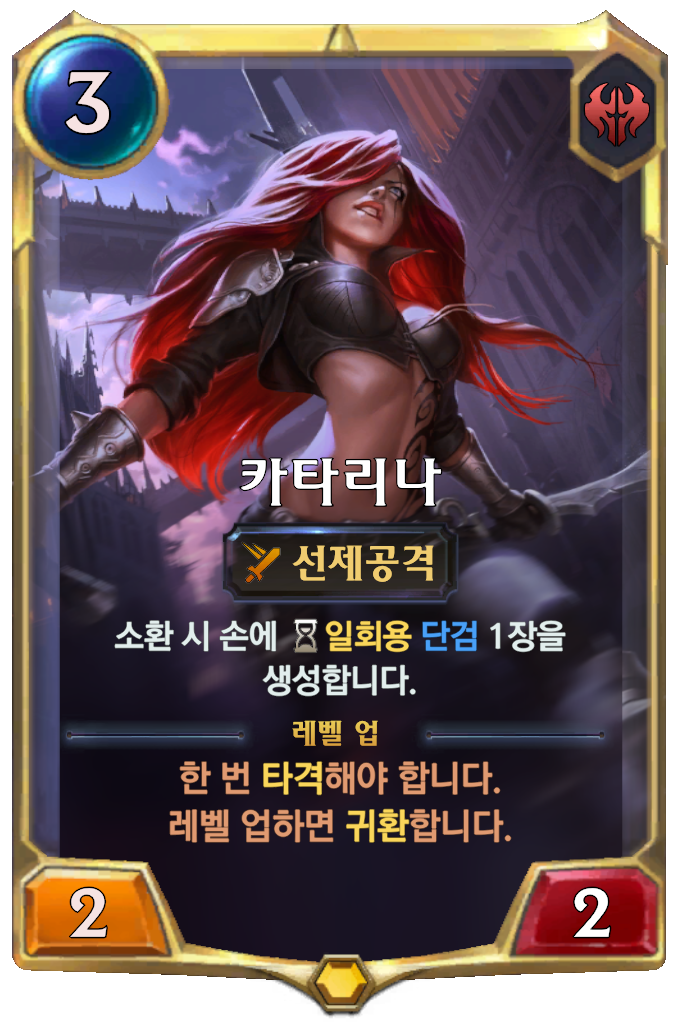 3
카타리나
선제공격
소환 시 손에 일회용 단검 1장을
생성합니다.
레벨 업
한 번 타격해야 합니다.
레벨 업하면 귀환합니다.
2 2